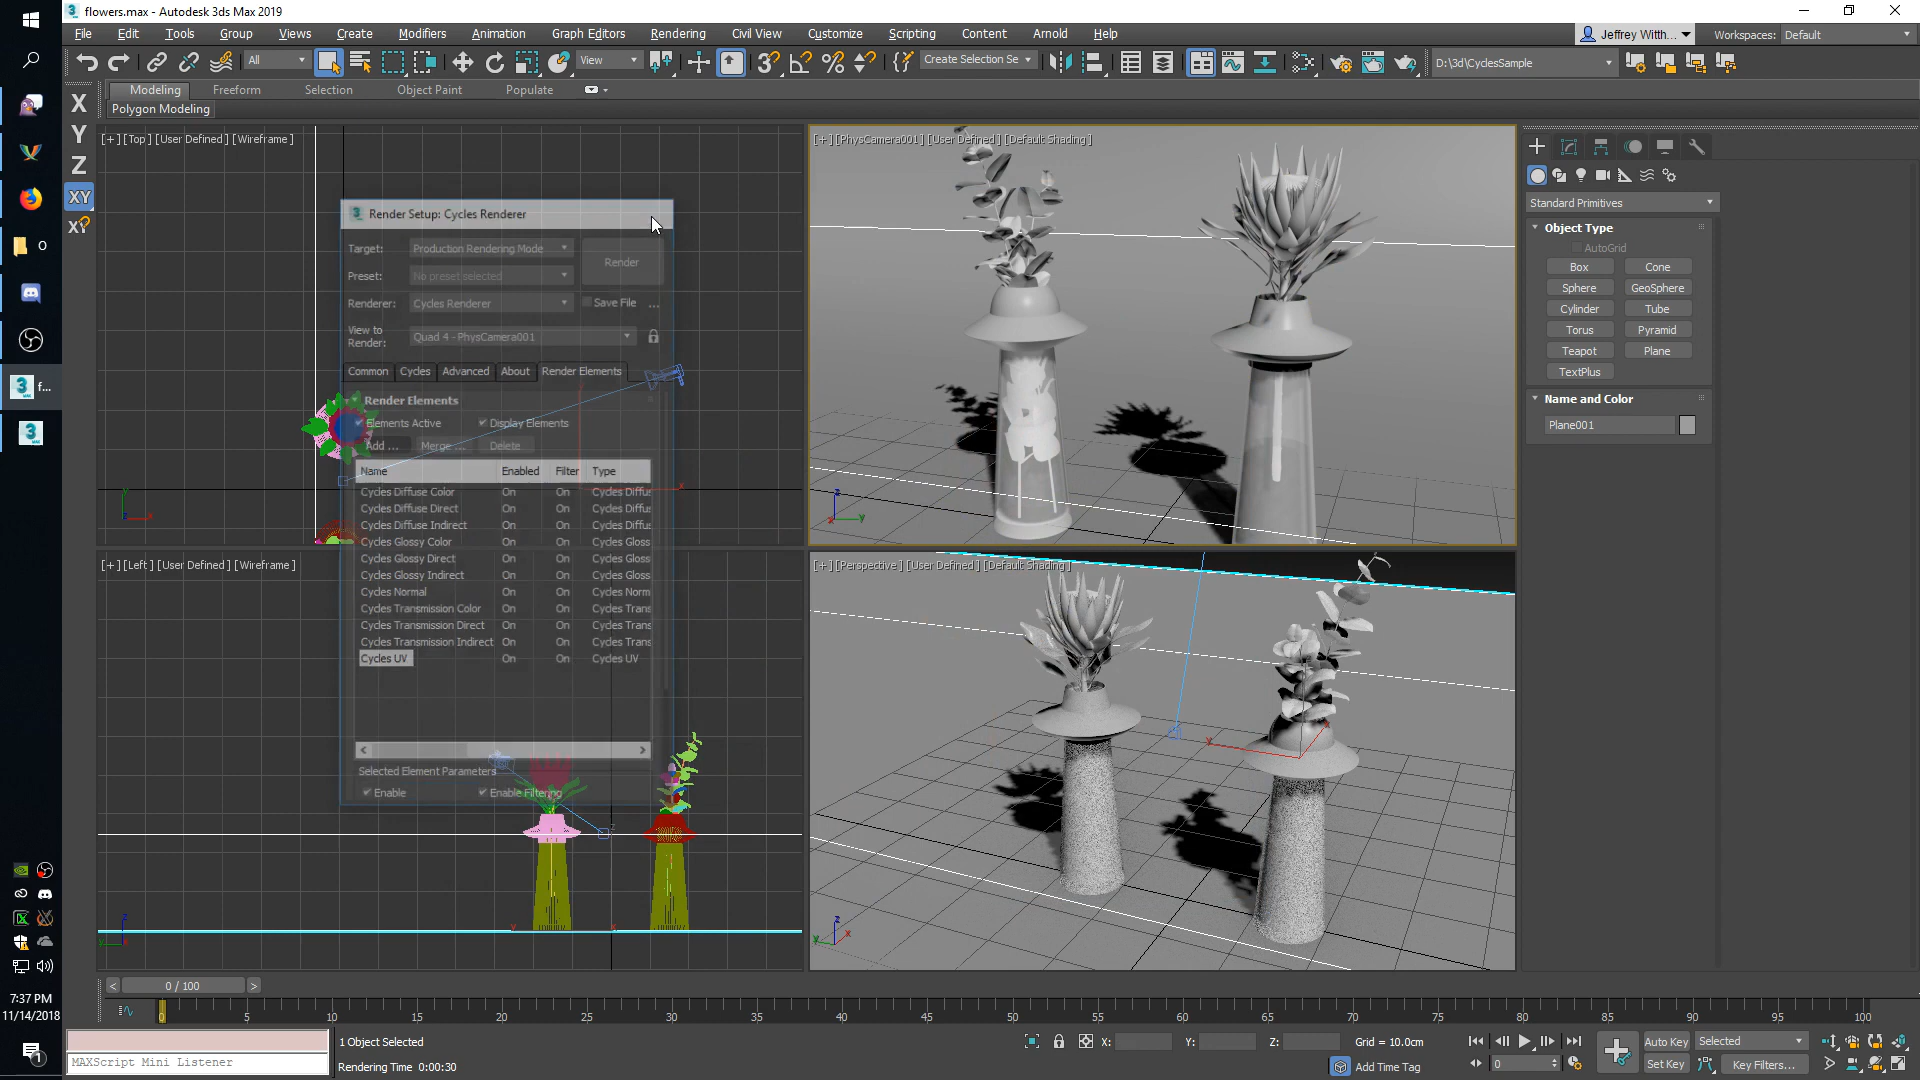 flowers.max - Autodesk 3ds Max 2019
File Edit Tools Group Views Create Modifiers Animation Graph Editors Rendering Civil View Customize Scripting Content Arnold Help
Jeffrey Witth... Workspaces: Default
All View Create Selection Se D:\3d\CyclesSample
Modeling Freeform Selection Object Paint Populate
Polygon Modeling
X
Y
Z
XY
XY
[+] [Top] [User Defined] [Wireframe]
[+] [PhysCamera001] [User Defined] [Default Shading]
[+] [Left] [User Defined] [Wireframe]
[+] [Perspective] [User Defined] [Default Shading]
Render Setup: Cycles Renderer
Target: Production Rendering Mode
Render
Preset: No preset selected
Renderer: Cycles Renderer Save File ...
View to Render: Quad 4 - PhysCamera001
Common Cycles Advanced About Render Elements
Render Elements
Elements Active Display Elements
Add ... Merge ... Delete
Name Enabled Filter Type
Cycles Diffuse Color On On Cycles Diffu
Cycles Diffuse Direct On On Cycles Diffu
Cycles Diffuse Indirect On On Cycles Diffu
Cycles Glossy Color On On Cycles Gloss
Cycles Glossy Direct On On Cycles Gloss
Cycles Glossy Indirect On On Cycles Gloss
Cycles Normal On On Cycles Norm
Cycles Transmission Color On On Cycles Trans
Cycles Transmission Direct On On Cycles Trans
Cycles Transmission Indirect On On Cycles Trans
Cycles UV On On Cycles UV
Selected Element Parameters
Enable Enable Filtering
Standard Primitives
Object Type
AutoGrid
Box Cone
Sphere GeoSphere
Cylinder Tube
Torus Pyramid
Teapot Plane
TextPlus
Name and Color
Plane001
O
f...
7:37 PM
11/14/2018
1
< 0 / 100 >
0 5 10 15 20 25 30 35 40 45 50 55 60 65 70 75 80 85 90 95 100
MAXScript Mini Listener
1 Object Selected
Rendering Time 0:00:30
X: Y: Z: Grid = 10.0cm
Add Time Tag
0
Auto Key Selected
Set Key Key Filters...